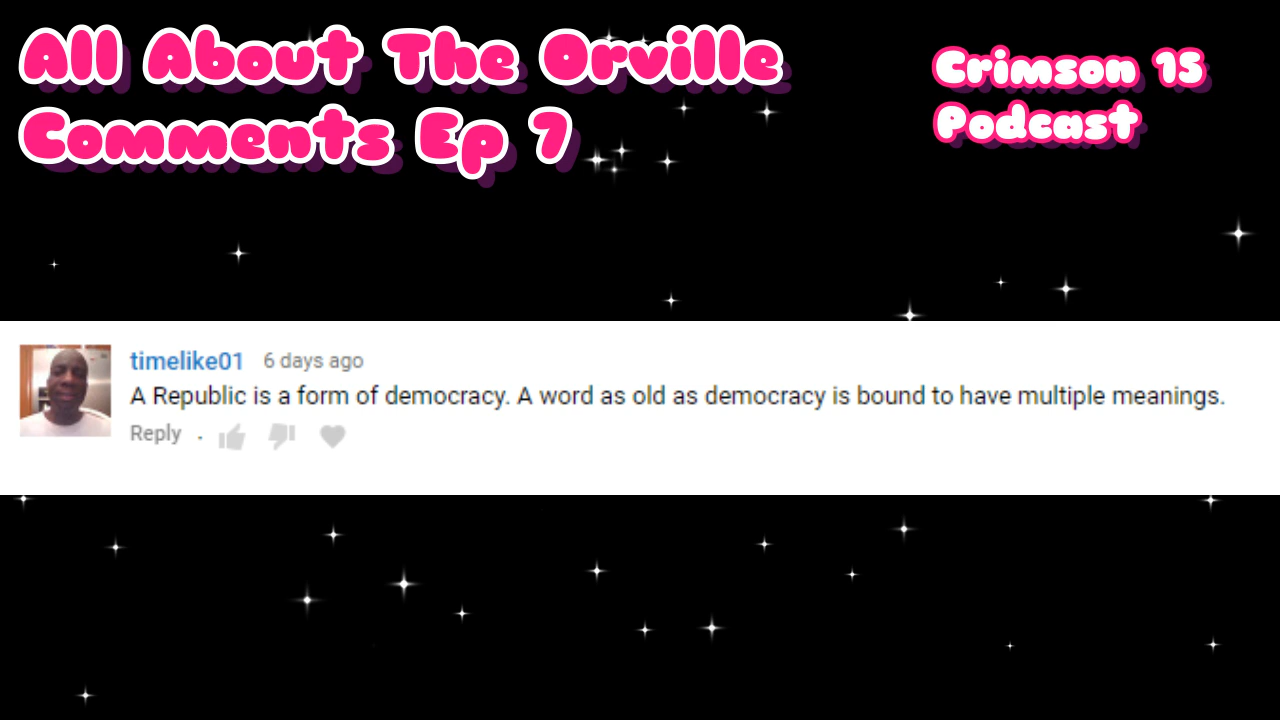 All About The Orville
Comments Ep 7
Crimson 15
Podcast
timelike01 6 days ago
A Republic is a form of democracy. A word as old as democracy is bound to have multiple meanings.
Reply .